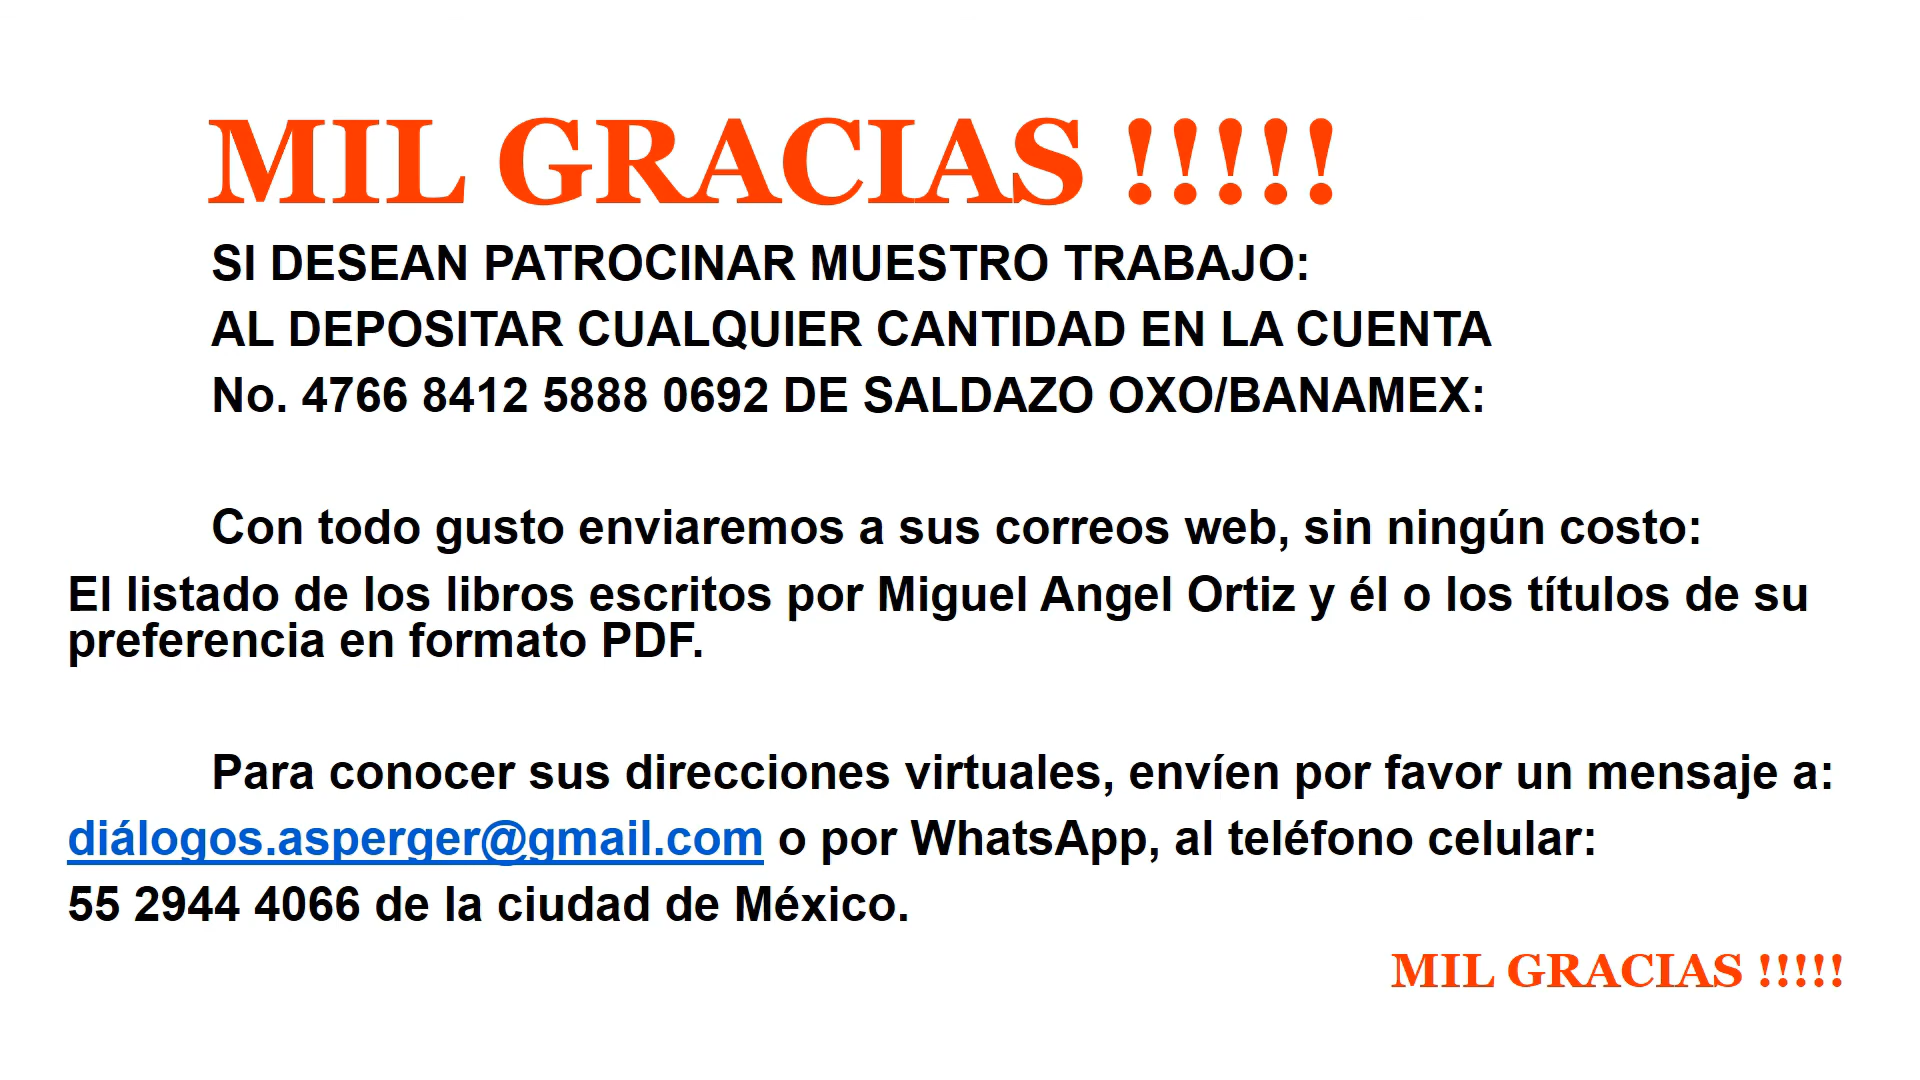 MIL GRACIAS !!!!!
SI DESEAN PATROCINAR MUESTRO TRABAJO:
AL DEPOSITAR CUALQUIER CANTIDAD EN LA CUENTA
No. 4766 8412 5888 0692 DE SALDAZO OXO/BANAMEX:
Con todo gusto enviaremos a sus correos web, sin ningún costo:
El listado de los libros escritos por Miguel Angel Ortiz y él o los títulos de su
preferencia en formato PDF.
Para conocer sus direcciones virtuales, envíen por favor un mensaje a:
diálogos.asperger@gmail.com o por WhatsApp, al teléfono celular:
55 2944 4066 de la ciudad de México.
MIL GRACIAS !!!!!